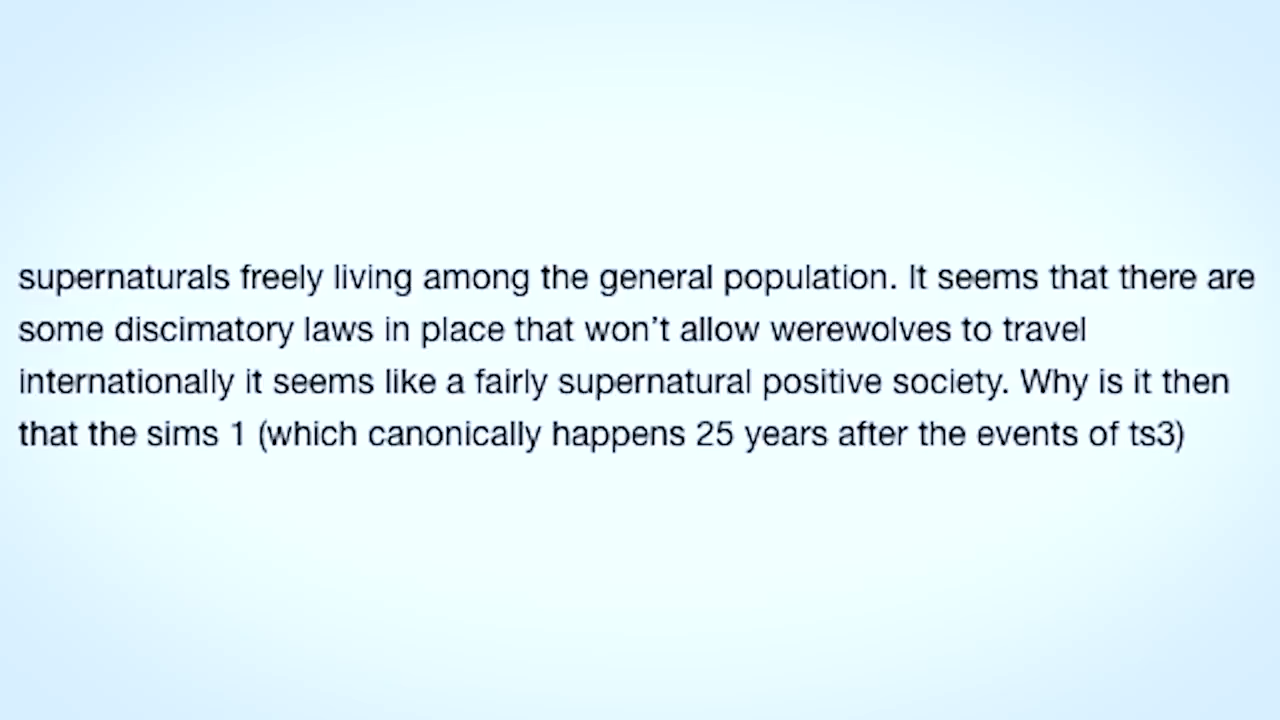 supernaturals freely living among the general population. It seems that there are
some discimatory laws in place that won’t allow werewolves to travel
internationally it seems like a fairly supernatural positive society. Why is it then
that the sims 1 (which canonically happens 25 years after the events of ts3)